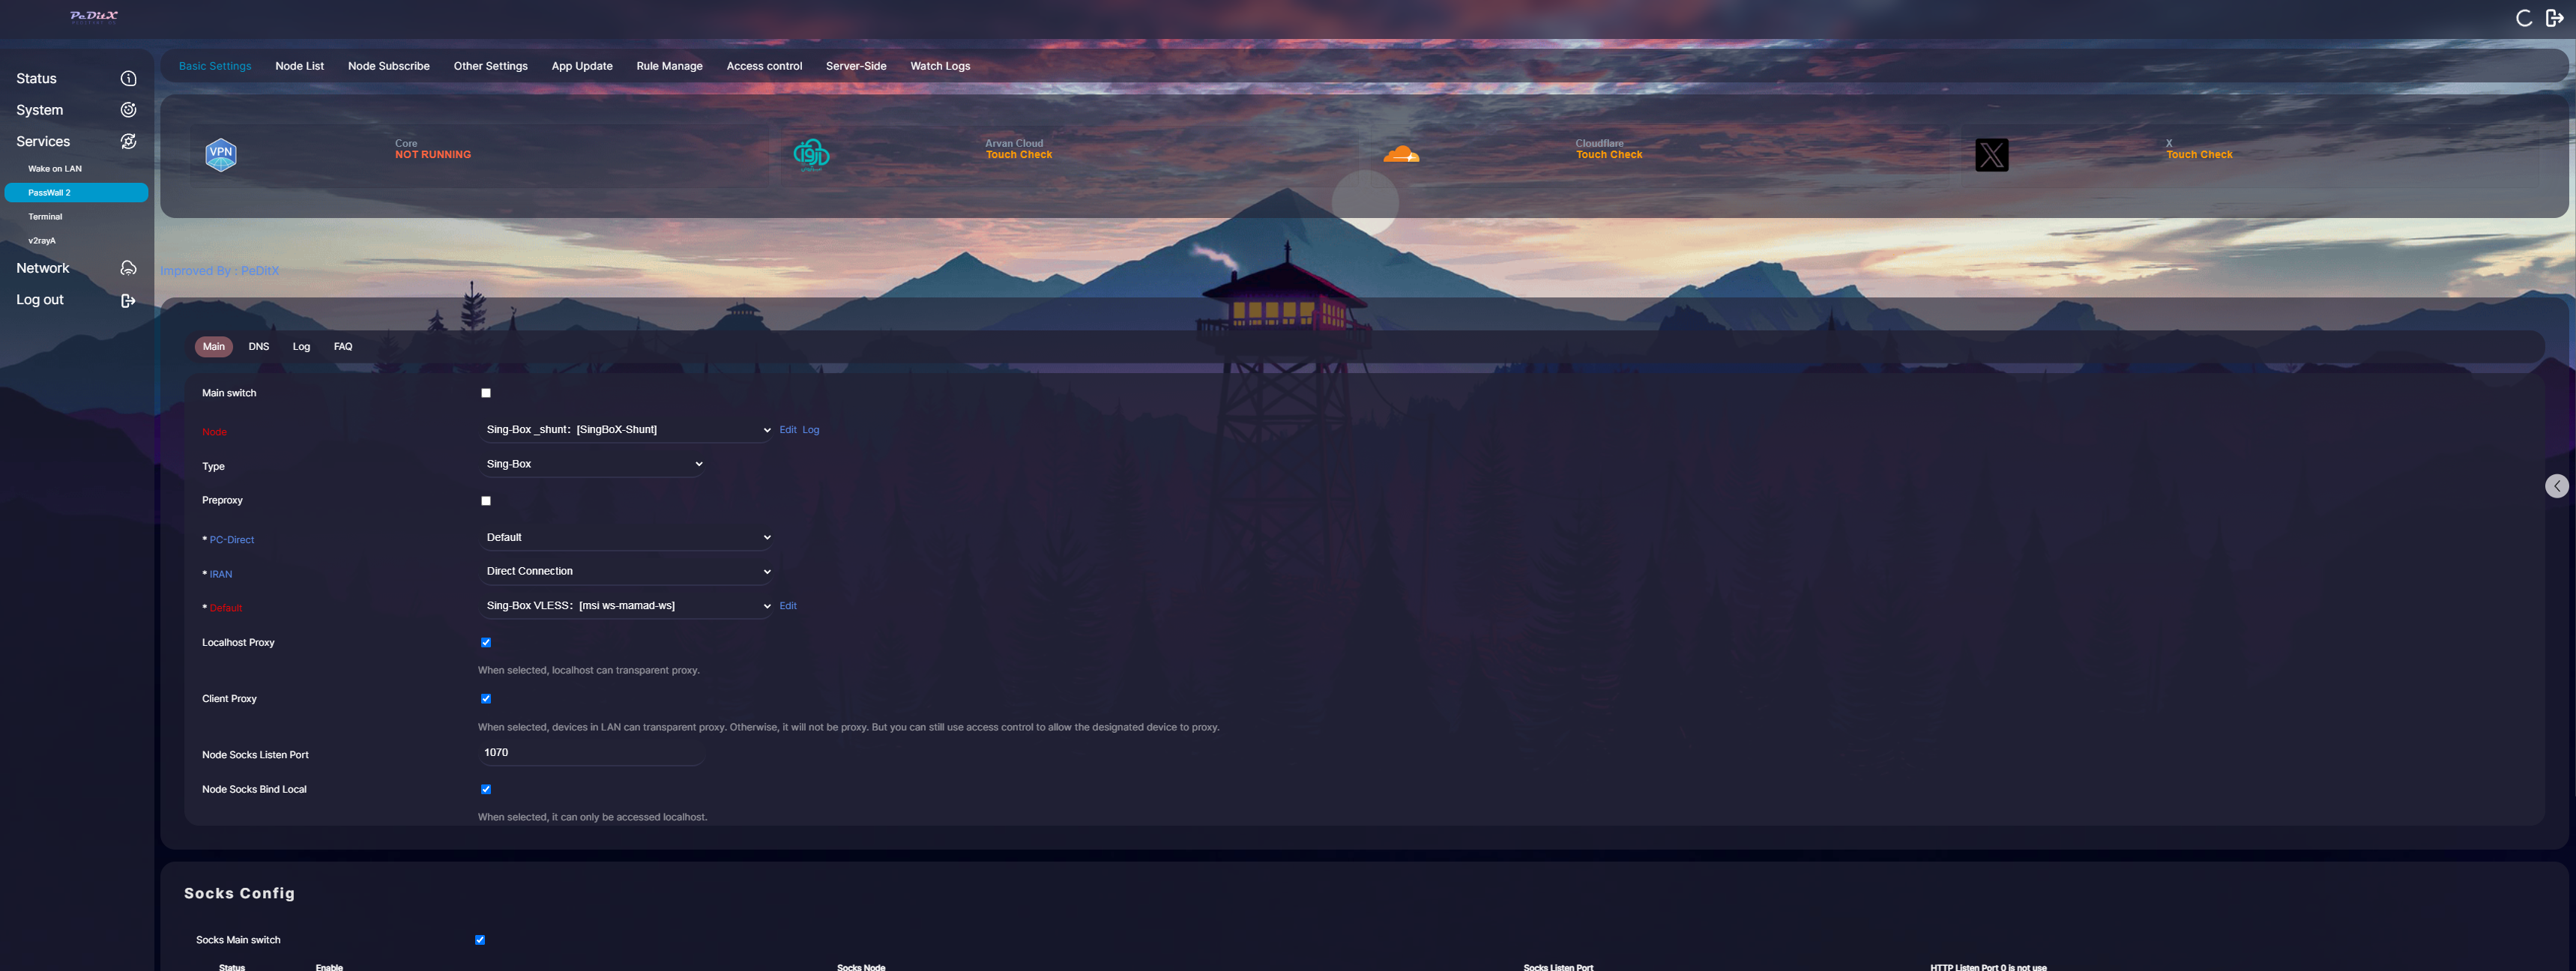 PeDitX
Status
System
Services
Wake on LAN
PassWall 2
Terminal
v2rayA
Network
Log out
Basic Settings Node List Node Subscribe Other Settings App Update Rule Manage Access control Server-Side Watch Logs
VPN
Core
NOT RUNNING
Arvan Cloud
Touch Check
Cloudflare
Touch Check
X
Touch Check
Improved By : PeDitX
Main DNS Log FAQ
Main switch
Node Sing-Box _shunt: [SingBoX-Shunt] Edit Log
Type Sing-Box
Preproxy
* PC-Direct Default
* IRAN Direct Connection
* Default Sing-Box VLESS: [msi ws-mamad-ws] Edit
Localhost Proxy
When selected, localhost can transparent proxy.
Client Proxy
When selected, devices in LAN can transparent proxy. Otherwise, it will not be proxy. But you can still use access control to allow the designated device to proxy.
Node Socks Listen Port 1070
Node Socks Bind Local
When selected, it can only be accessed localhost.
Socks Config
Socks Main switch
Status Enable Socks Node Socks Listen Port HTTP Listen Port 0 is not use